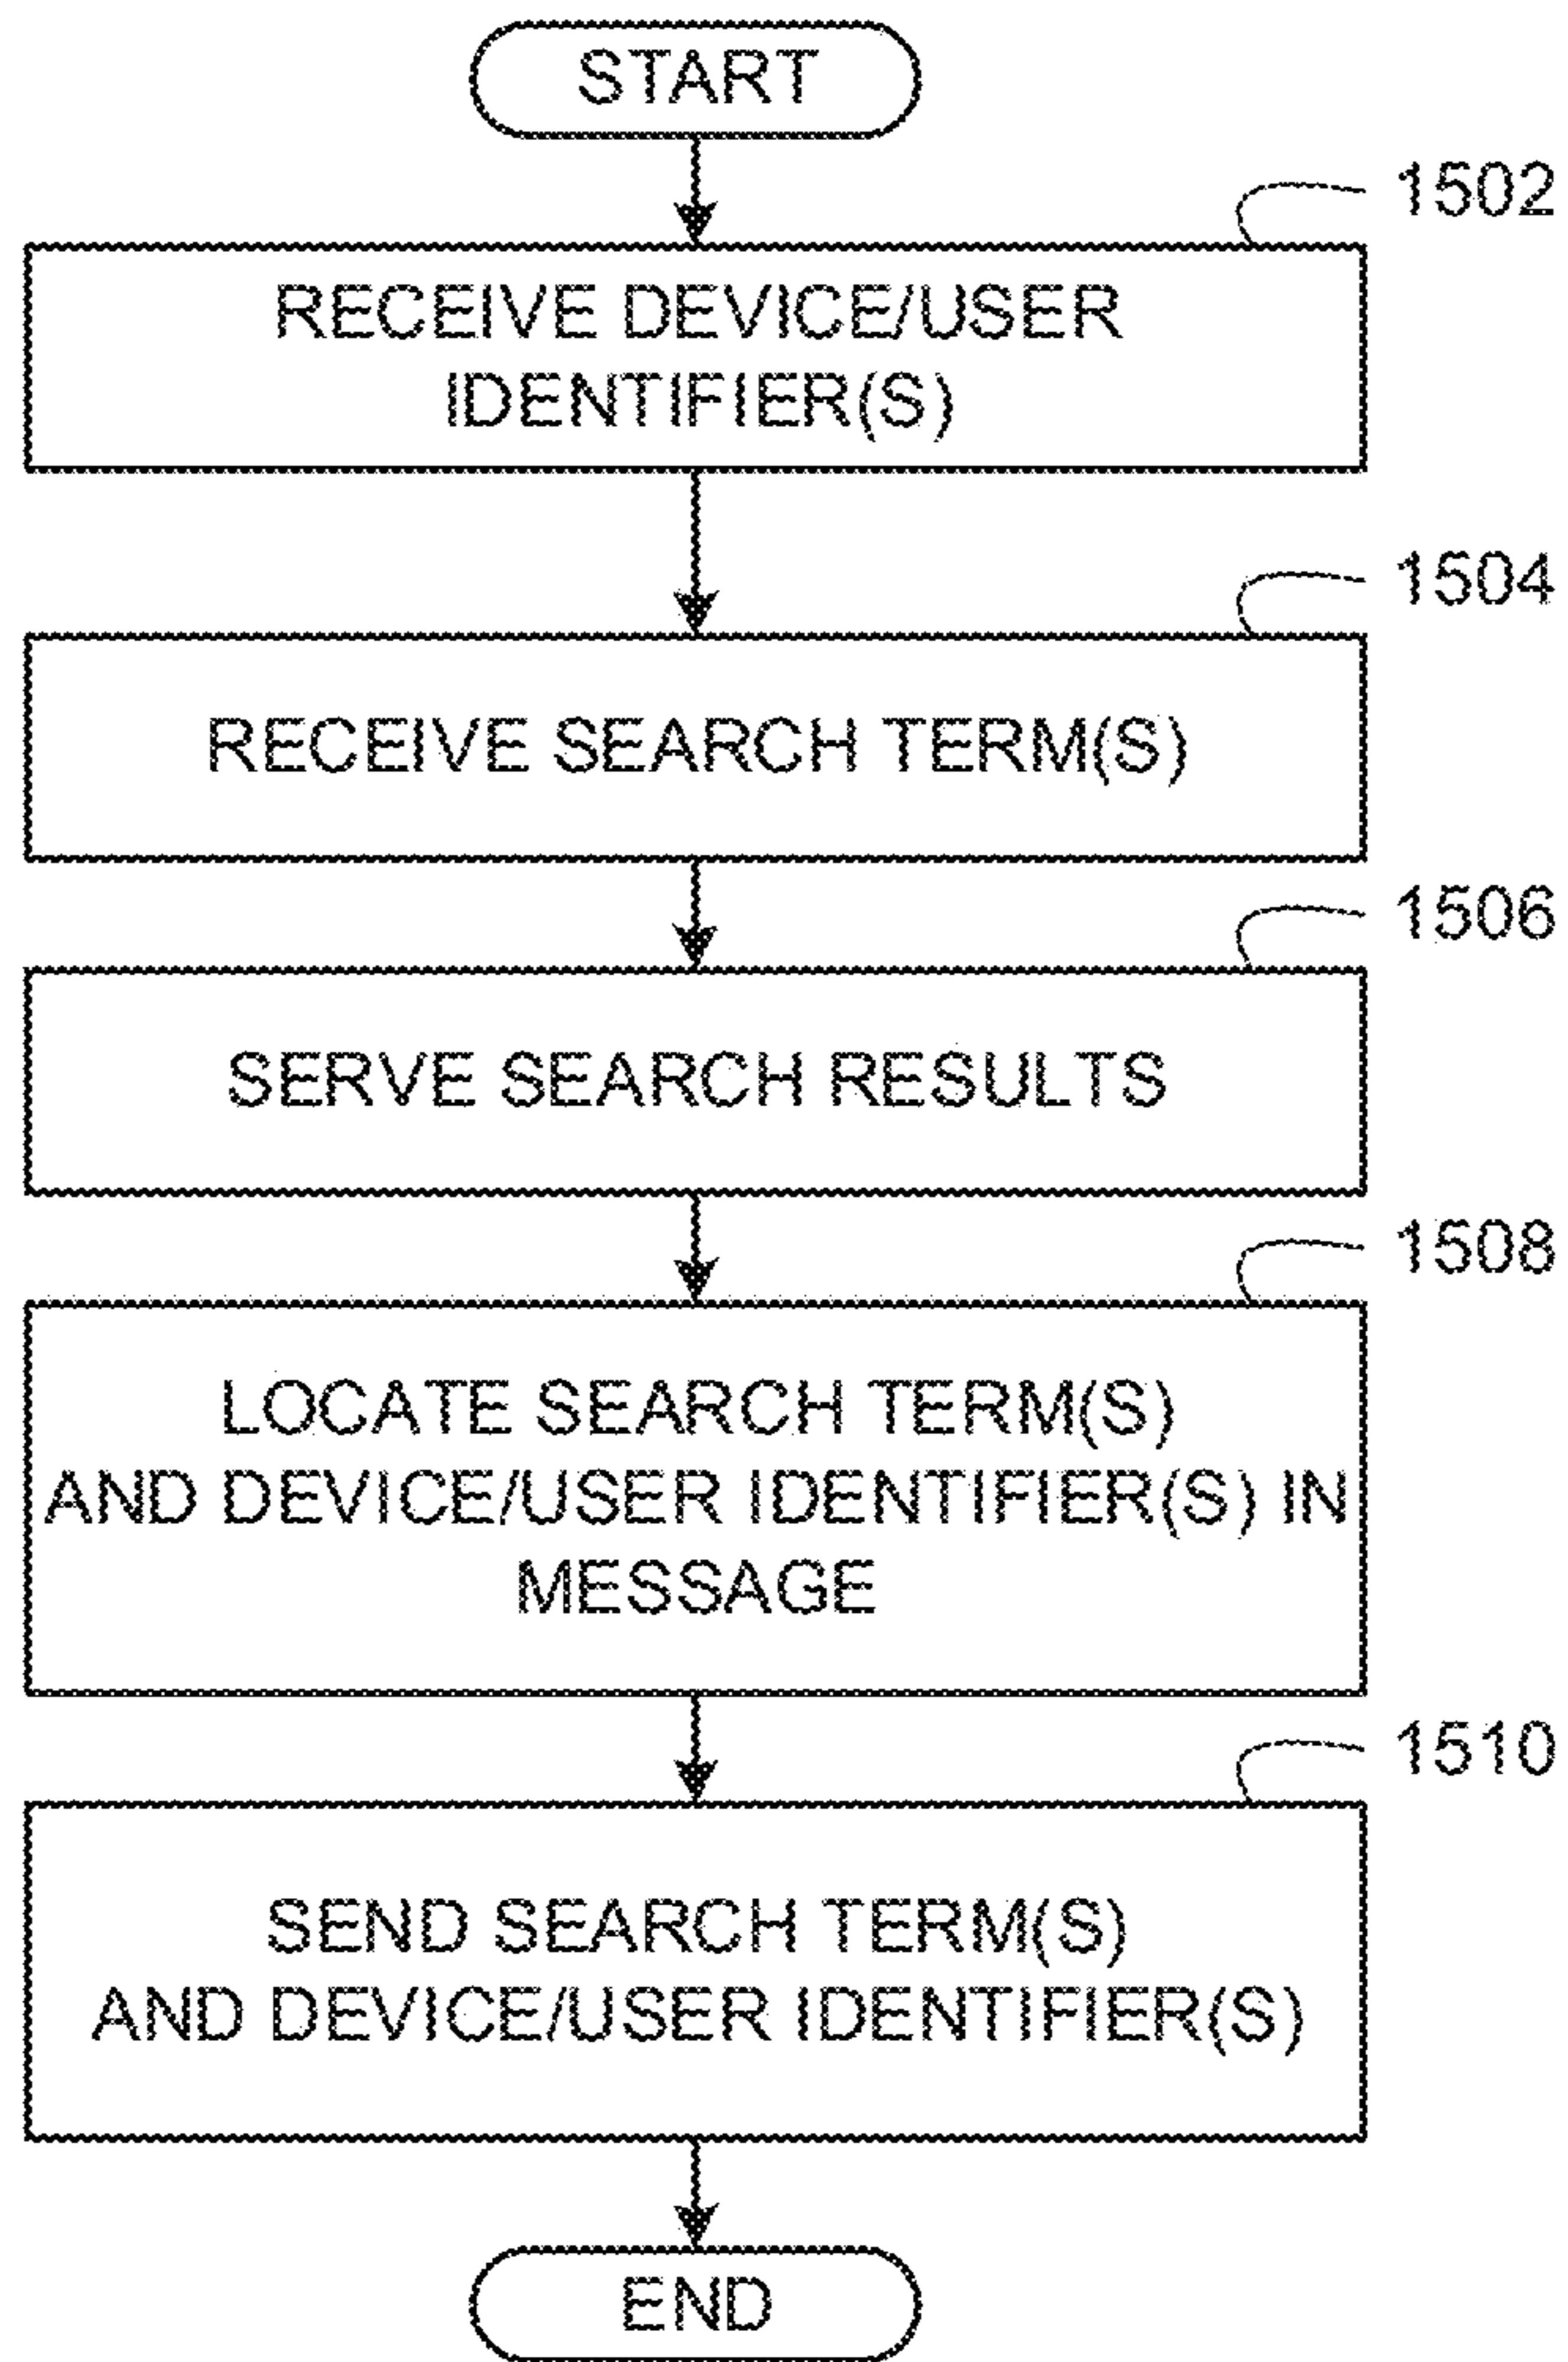 START
1502
RECEIVE DEVICE/USER
IDENTIFIER(S)
1504
RECEIVE SEARCH TERM(S)
1506
SERVE SEARCH RESULTS
1508
LOCATE SEARCH TERM(S)
AND DEVICE/USER IDENTIFIER(S) IN
MESSAGE
1510
SEND SEARCH TERM(S)
AND DEVICE/USER IDENTIFIER(S)
END